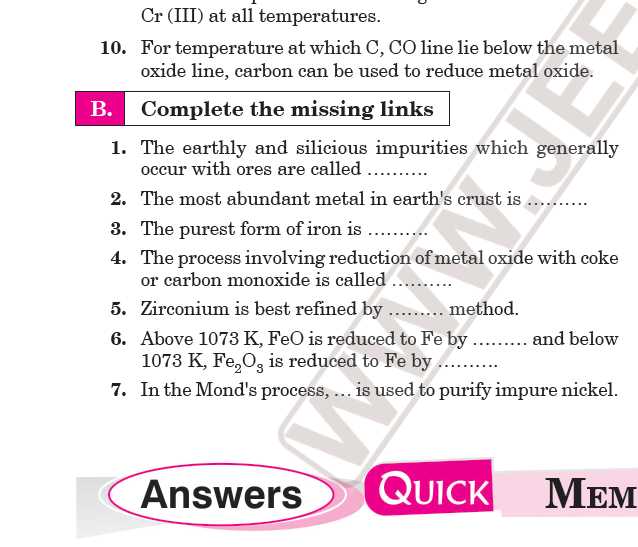 Cr (III) at all temperatures.
10. For temperature at which C, CO line lie below the metal
oxide line, carbon can be used to reduce metal oxide.
B. Complete the missing links
1. The earthly and silicious impurities which generally
occur with ores are called ..........
2. The most abundant metal in earth's crust is ..........
3. The purest form of iron is ..........
4. The process involving reduction of metal oxide with coke
or carbon monoxide is called ..........
5. Zirconium is best refined by ......... method.
6. Above 1073 K, FeO is reduced to Fe by ......... and below
1073 K, Fe₂O₃ is reduced to Fe by ..........
7. In the Mond's process, ... is used to purify impure nickel.
WWW.JEE
Answers QUICK MEM